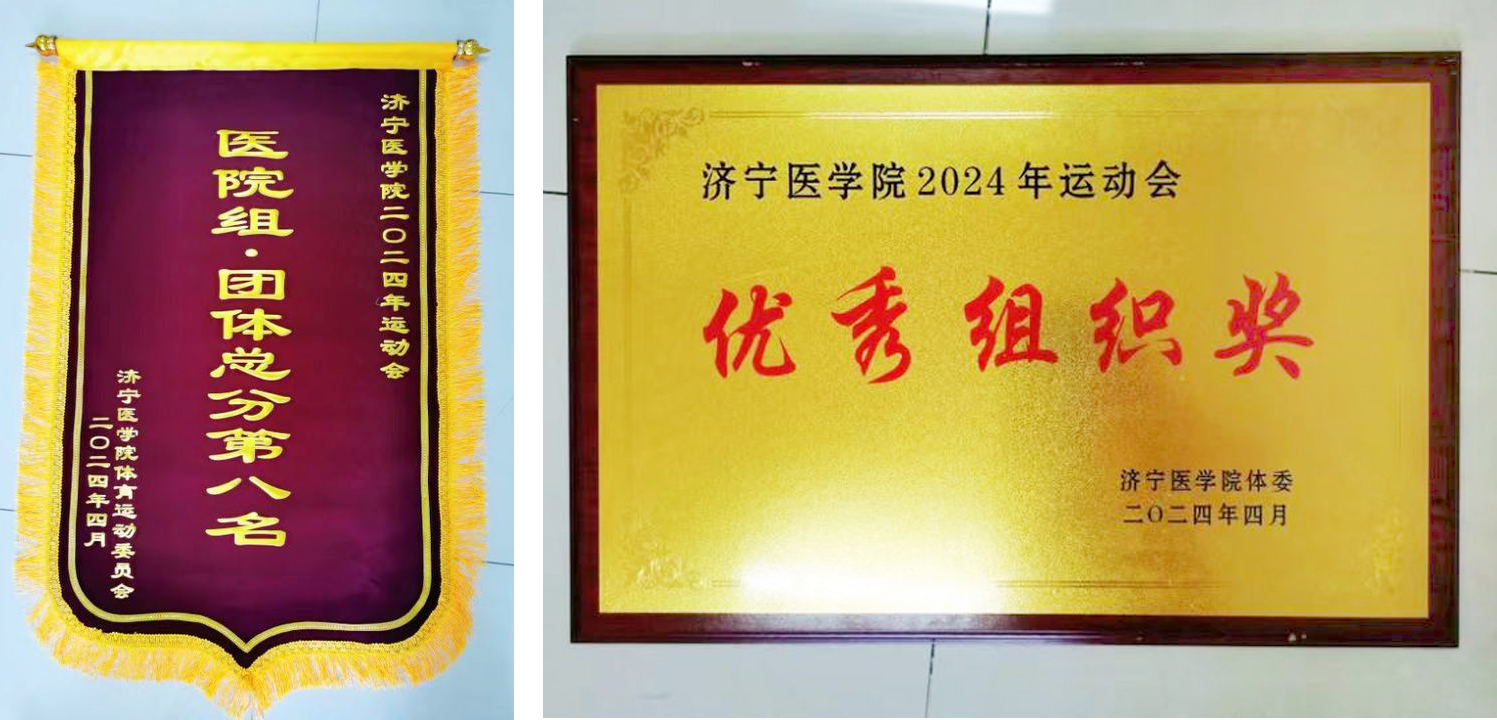 济宁医学院二〇二四年运动会
医院组·团体总分第八名
济宁医学院体育运动委员会
二〇二四年四月
济宁医学院2024年运动会
优秀组织奖
济宁医学院体委
二〇二四年四月